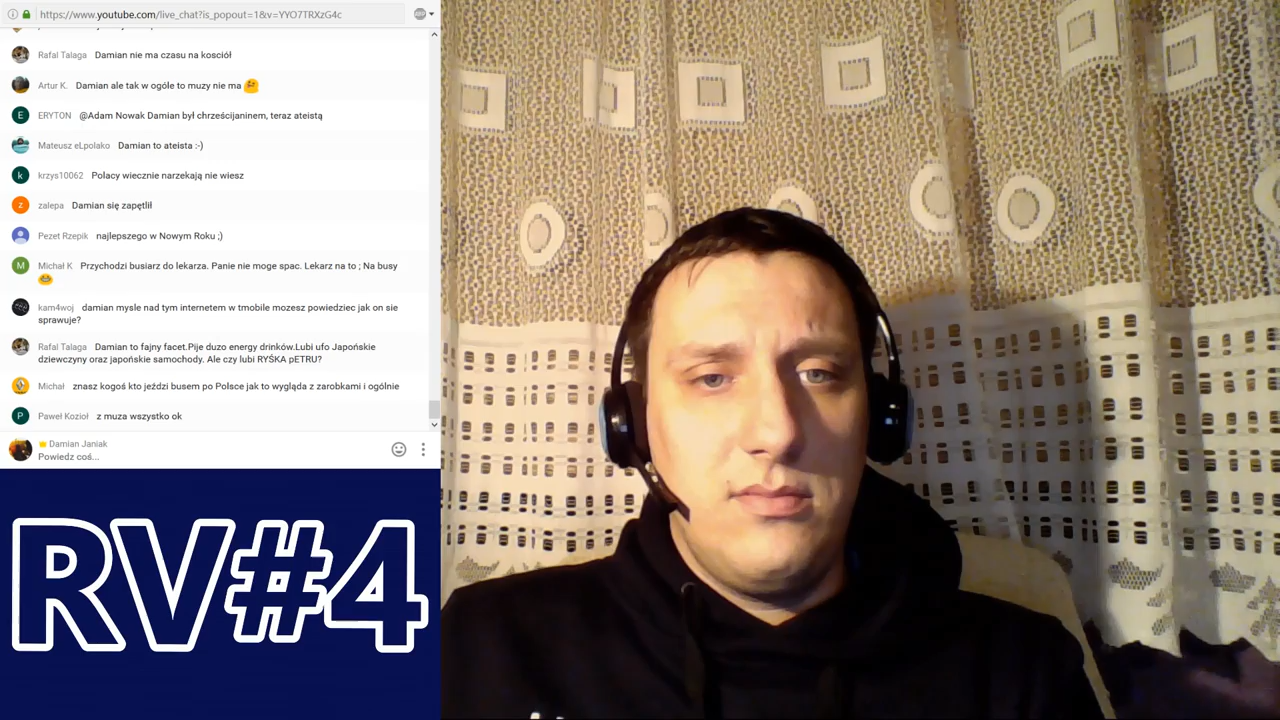 https://www.youtube.com/live_chat?is_popout=1&v=YYO7TRXzG4c
Rafal Talaga Damian nie ma czasu na kosciół
Artur K. Damian ale tak w ogóle to muzy nie ma
E ERYTON @Adam Nowak Damian był chrześcijaninem, teraz ateistą
Mateusz eLpolako Damian to ateista :-)
k krzys10062 Polacy wiecznie narzekają nie wiesz
z zalepa Damian się zapętlił
Pezet Rzepik najlepszego w Nowym Roku ;)
M Michał K Przychodzi busiarz do lekarza. Panie nie moge spac. Lekarz na to ; Na busy
kam4woj damian mysle nad tym internetem w tmobile mozesz powiedziec jak on sie
sprawuje?
Rafal Talaga Damian to fajny facet.Pije duzo energy drinków.Lubi ufo Japońskie
dziewczyny oraz japońskie samochody. Ale czy lubi RYŚKA pETRU?
Michał znasz kogoś kto jeździ busem po Polsce jak to wygląda z zarobkami i ogólnie
P Paweł Kozioł z muza wszystko ok
Damian Janiak
Powiedz coś...
RV#4